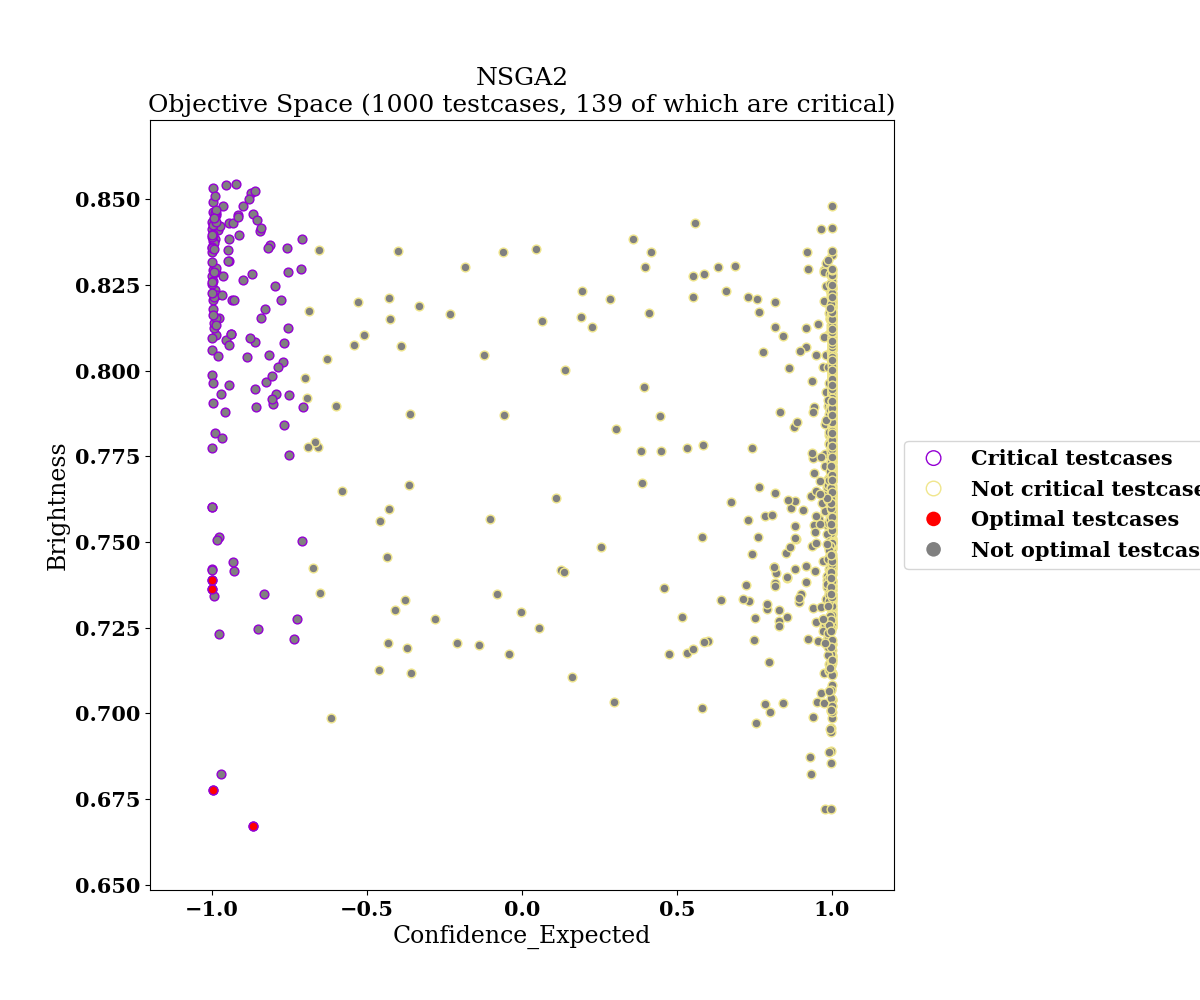 NSGA2
Objective Space (1000 testcases, 139 of which are critical)
0.850
0.825
0.800
0.775
0.750
0.725
0.700
0.675
0.650
Brightness
−1.0
−0.5
0.0
0.5
1.0
Confidence_Expected
Critical testcases
Not critical testcase
Optimal testcases
Not optimal testcas